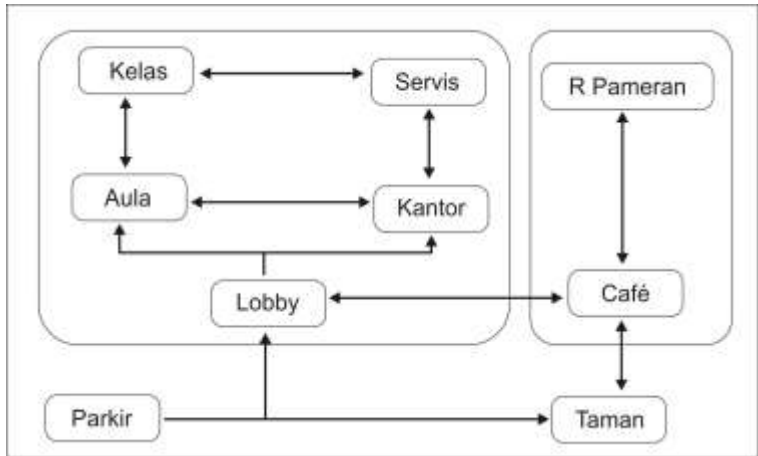 Kelas
Servis
R Pameran
Aula
Kantor
Lobby
Café
Parkir
Taman